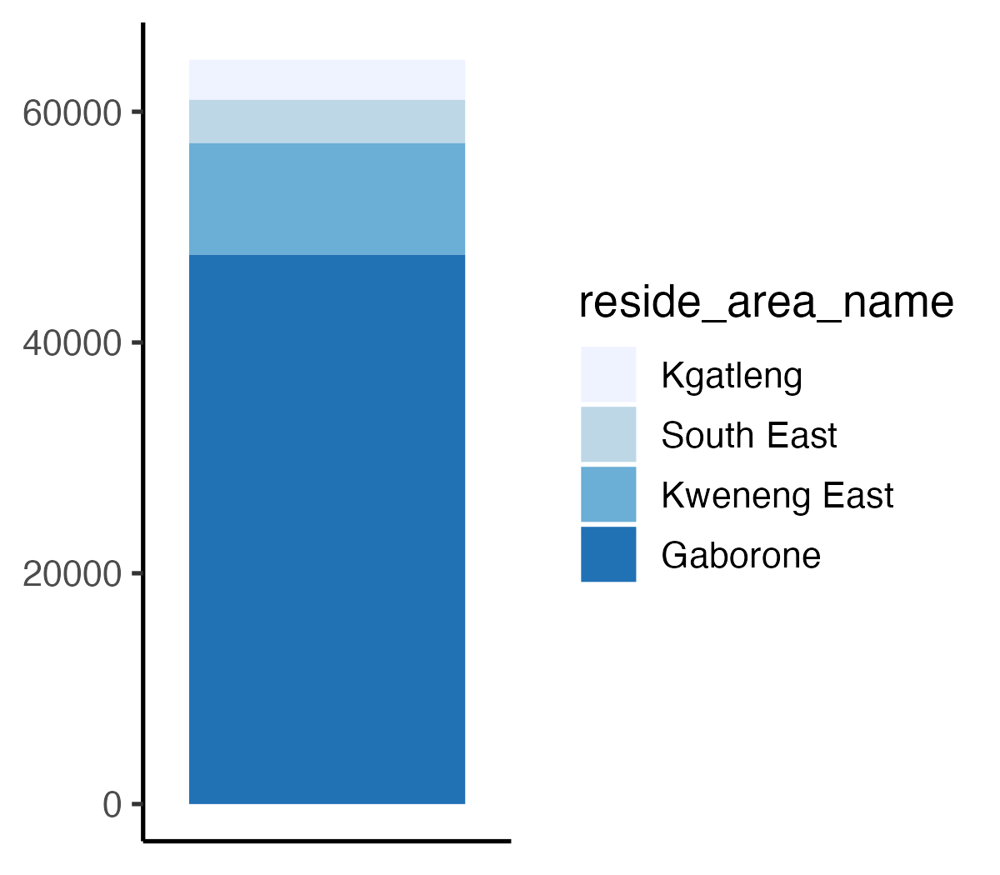 60000
40000
20000
0
reside_area_name
Kgatleng
South East
Kweneng East
Gaborone